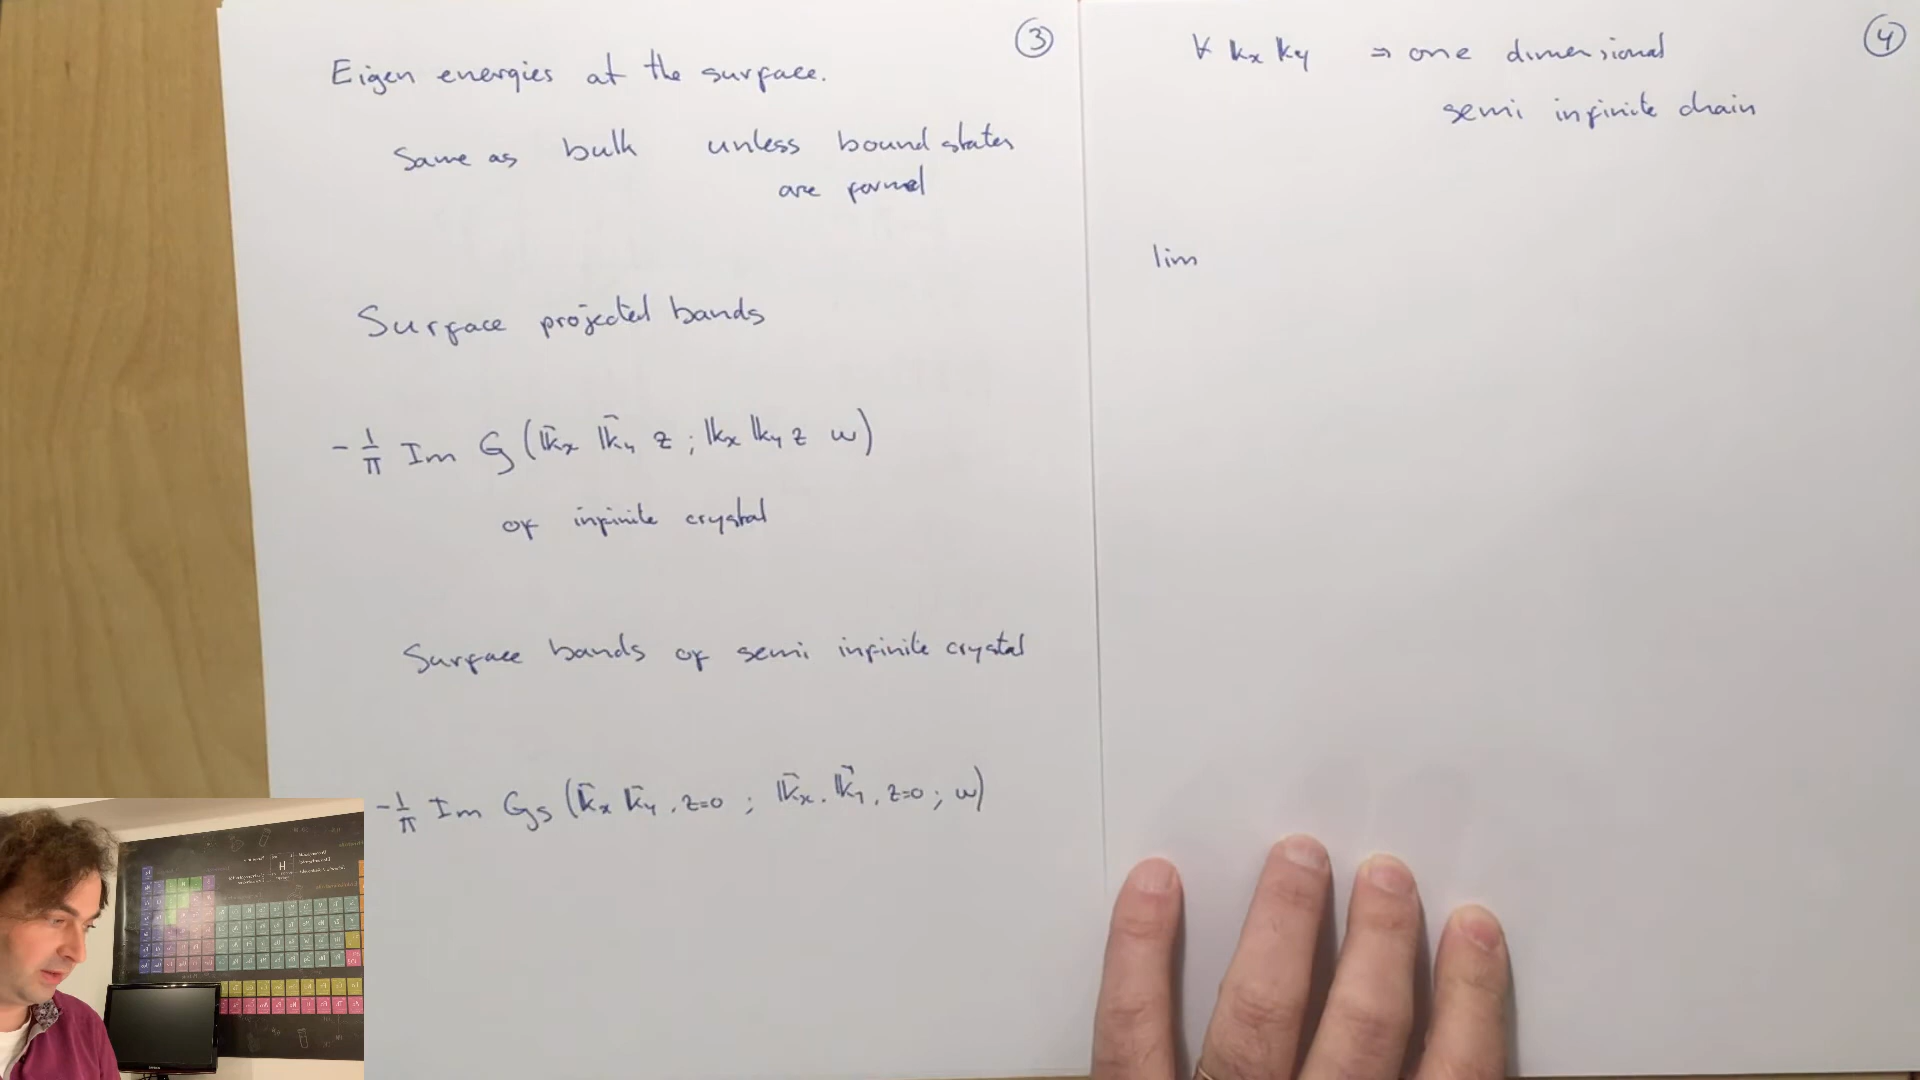 ③
Eigen energies at the surface.
Same as bulk unless bound states
are formed
Surface projected bands
-1/π Im G (k̄x k̄y z ; kx ky z ω)
of infinite crystal
Surface bands of semi infinite crystal
-1/π Im Gs (k̄x k̄y, z=0 ; k̄x, k̄y, z=0 ; ω)
④
∀ kx ky ⇒ one dimensional
semi infinite chain
lim